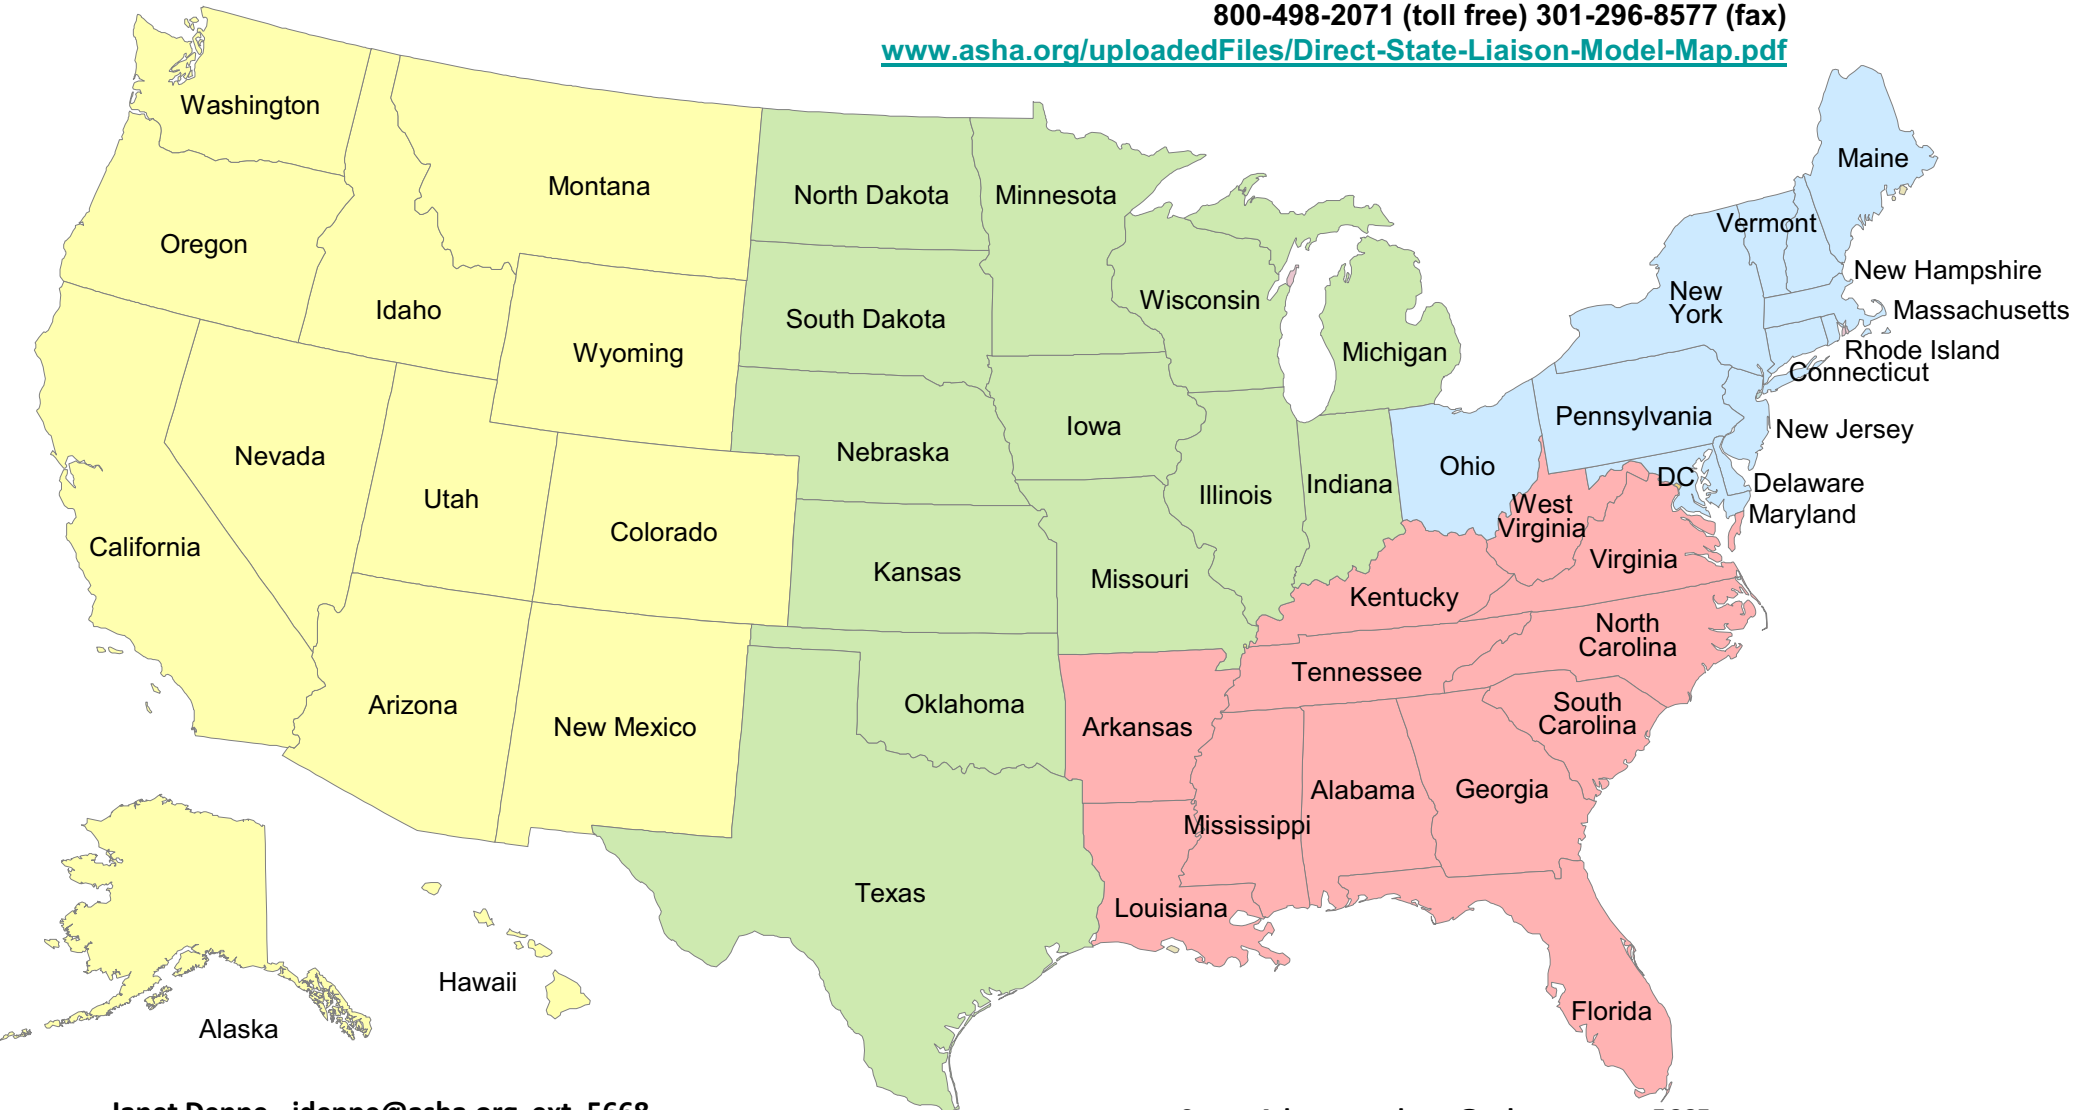 800-498-2071 (toll free) 301-296-8577 (fax)
www.asha.org/uploadedFiles/Direct-State-Liaison-Model-Map.pdf
Washington
Montana
North Dakota
Minnesota
Maine
Vermont
Oregon
Idaho
Wyoming
South Dakota
Wisconsin
Michigan
New
York
New Hampshire
Massachusetts
Rhode Island
Connecticut
Pennsylvania
New Jersey
Nevada
Utah
Colorado
Nebraska
Iowa
Illinois
Indiana
Ohio
DC
Delaware
Maryland
West
Virginia
Virginia
California
Kansas
Missouri
Kentucky
North
Carolina
Tennessee
South
Carolina
Arizona
New Mexico
Oklahoma
Arkansas
Mississippi
Alabama
Georgia
Texas
Louisiana
Florida
Hawaii
Alaska